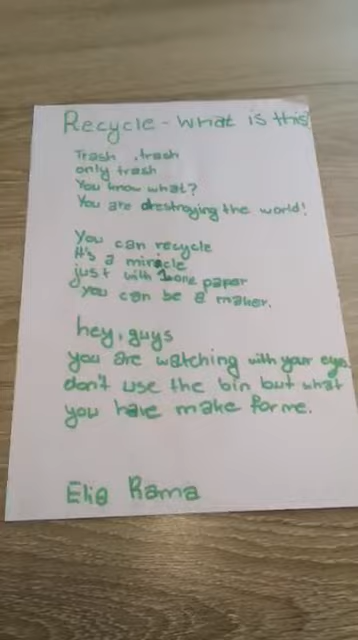 Recycle - What is this?
Trash , trash
only trash
You know what?
You are destroying the world!
You can recycle
It's a miracle
just with one paper
you can be a maker.
hey, guys
you are watching with your eyes
don't use the bin but what
you have make for me.
Elia Rama